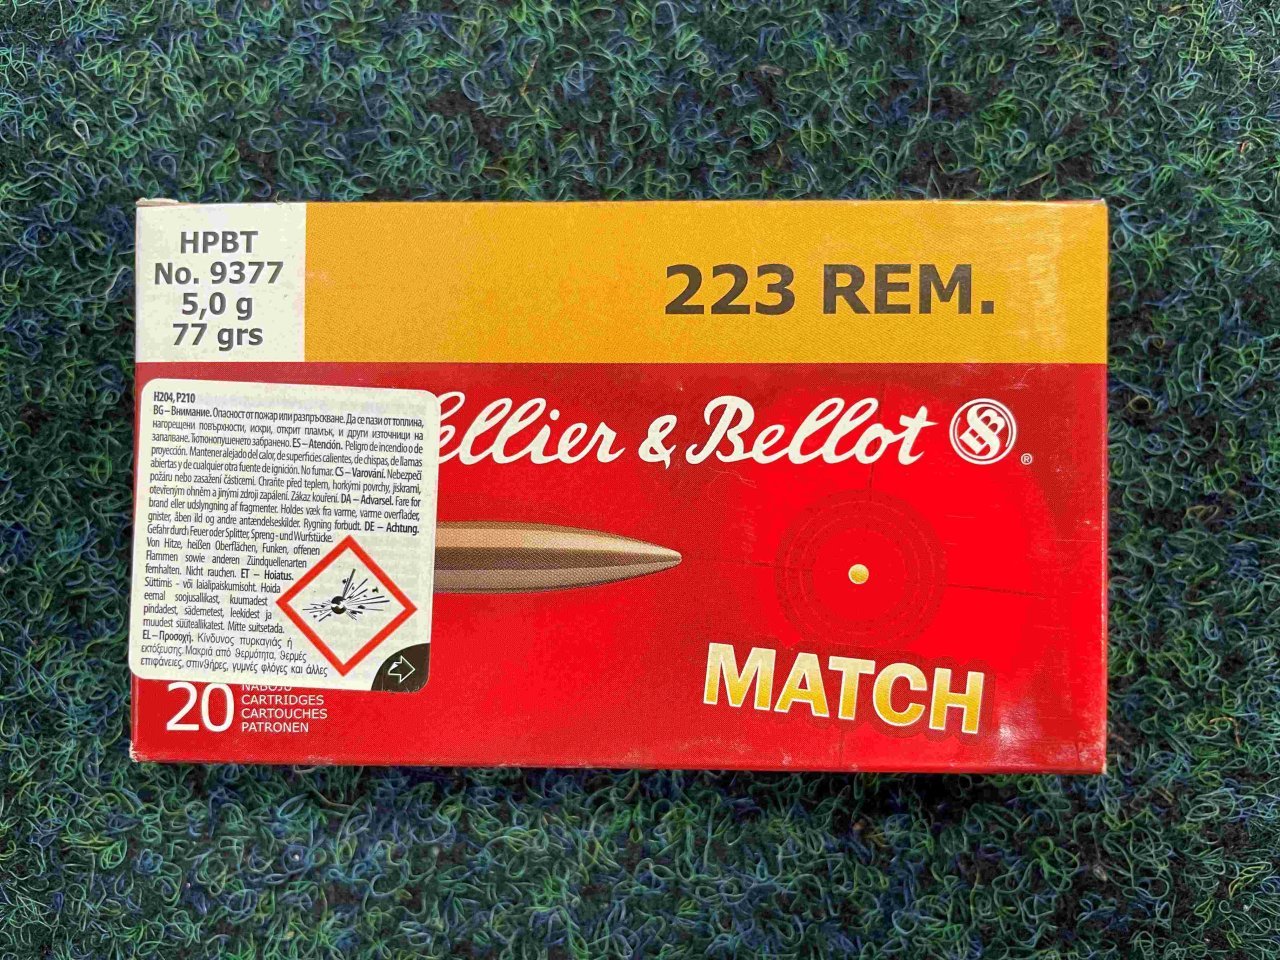 HPBT
No. 9377
5,0 g
77 grs
223 REM.
ellier & Bellot
S&B
®
H204, P210
BG – Внимание. Опасност от пожар или разпръскване. Да се пази от топлина,
нагорещени повърхности, искри, открит пламък, и други източници на
запалване. Тютюнопушенето забранено. ES – Atención. Peligro de incendio o de
proyección. Mantener alejado del calor, de superficies calientes, de chispas, de llamas
abiertas y de cualquier otra fuente de ignición. No fumar. CS – Varování. Nebezpečí
požáru nebo zasažení částicemi. Chraňte před teplem, horkými povrchy, jiskrami,
otevřeným ohněm a jinými zdroji zapálení. Zákaz kouření. DA – Advarsel. Fare for
brand eller udslyngning af fragmenter. Holdes væk fra varme, varme overflader,
gnister, åben ild og andre antændelseskilder. Rygning forbudt. DE – Achtung.
Gefahr durch Feuer oder Splitter, Spreng - und Wurfstücke.
Von Hitze, heißen Oberflächen, Funken, offenen
Flammen sowie anderen Zündquellenarten
fernhalten. Nicht rauchen. ET – Hoiatus.
Süttimis - või laialipaiskumisoht. Hoida
eemal soojusallikast, kuumadest
pindadest, sädemetest, leekidest ja
muudest süüteallikatest. Mitte suitsetada.
EL – Προσοχή. Κίνδυνος πυρκαγιάς ή
εκτόξευσης. Μακριά από θερμότητα, θερμές
επιφάνειες, σπινθήρες, γυμνές φλόγες και άλλες
MATCH
20
NÁBOJŮ
CARTRIDGES
CARTOUCHES
PATRONEN